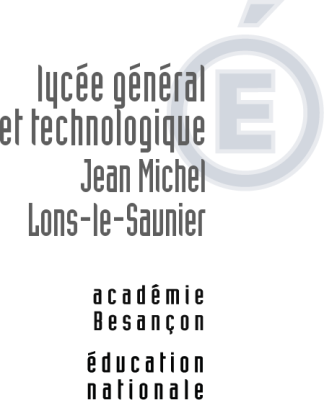 É
lycée général
et technologique
Jean Michel
Lons-le-Saunier
académie
Besançon
éducation
nationale